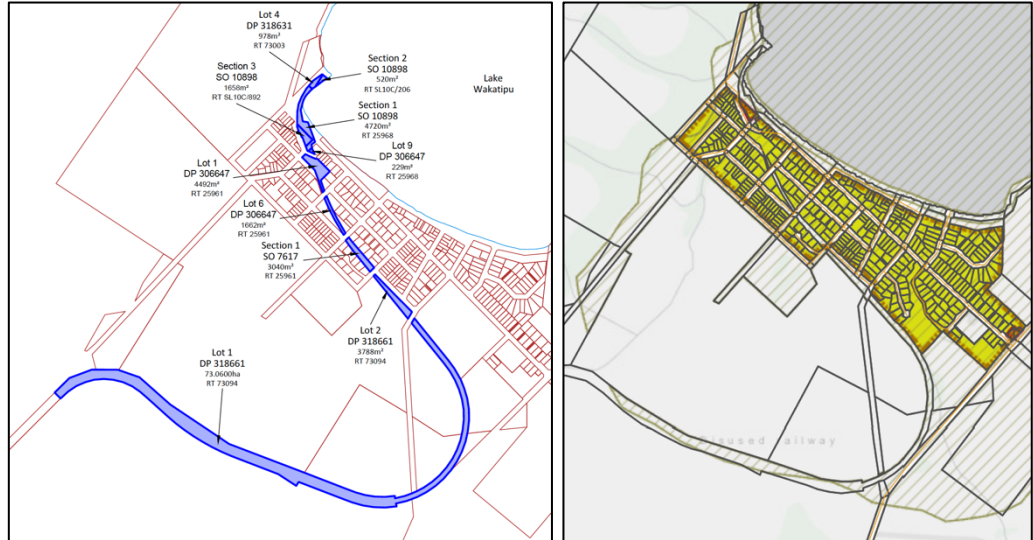 Lot 4
DP 318631
978m²
RT 73003
Section 2
SO 10898
520m²
RT SL10C/206
Section 3
SO 10898
1658m²
RT SL10C/892
Lake
Wakatipu
Section 1
SO 10898
4720m²
RT 25968
Lot 9
DP 306647
229m²
RT 25968
Lot 1
DP 306647
4492m²
RT 25961
Lot 6
DP 306647
1662m²
RT 25961
Section 1
SO 7617
3040m²
RT 25961
Lot 2
DP 318661
3788m²
RT 73094
Lot 1
DP 318661
73.0600ha
RT 73094
Disused railway